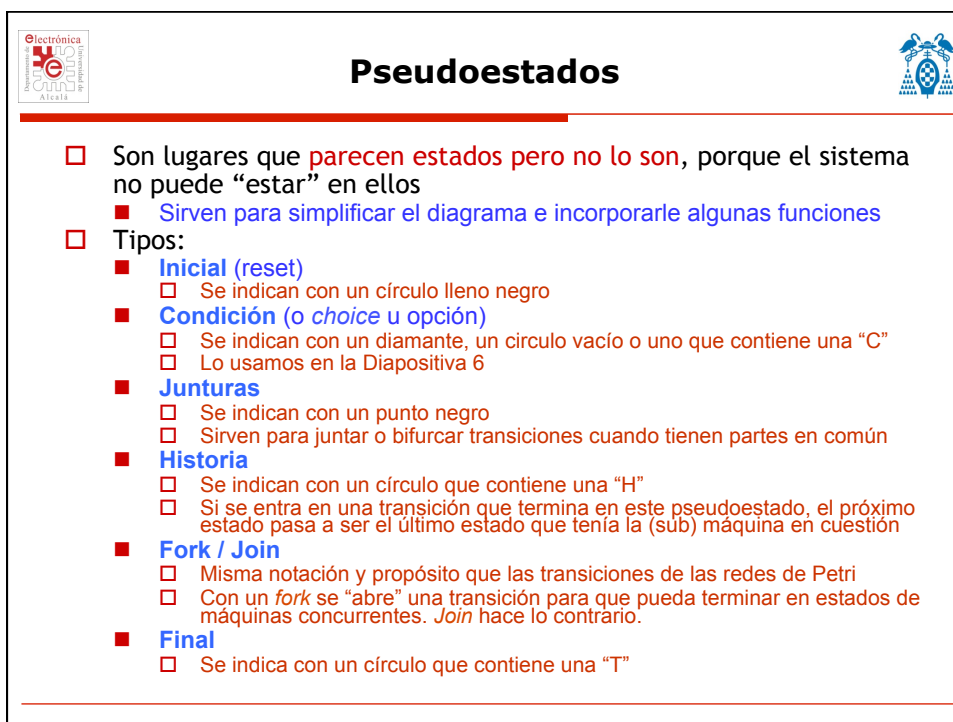 electrónica
Departamento de
Universidad de
Alcalá
Pseudoestados
Son lugares que parecen estados pero no lo son, porque el sistema
no puede “estar” en ellos
Sirven para simplificar el diagrama e incorporarle algunas funciones
Tipos:
Inicial (reset)
Se indican con un círculo lleno negro
Condición (o choice u opción)
Se indican con un diamante, un circulo vacío o uno que contiene una “C”
Lo usamos en la Diapositiva 6
Junturas
Se indican con un punto negro
Sirven para juntar o bifurcar transiciones cuando tienen partes en común
Historia
Se indican con un círculo que contiene una “H”
Si se entra en una transición que termina en este pseudoestado, el próximo
estado pasa a ser el último estado que tenía la (sub) máquina en cuestión
Fork / Join
Misma notación y propósito que las transiciones de las redes de Petri
Con un fork se “abre” una transición para que pueda terminar en estados de
máquinas concurrentes. Join hace lo contrario.
Final
Se indica con un círculo que contiene una “T”